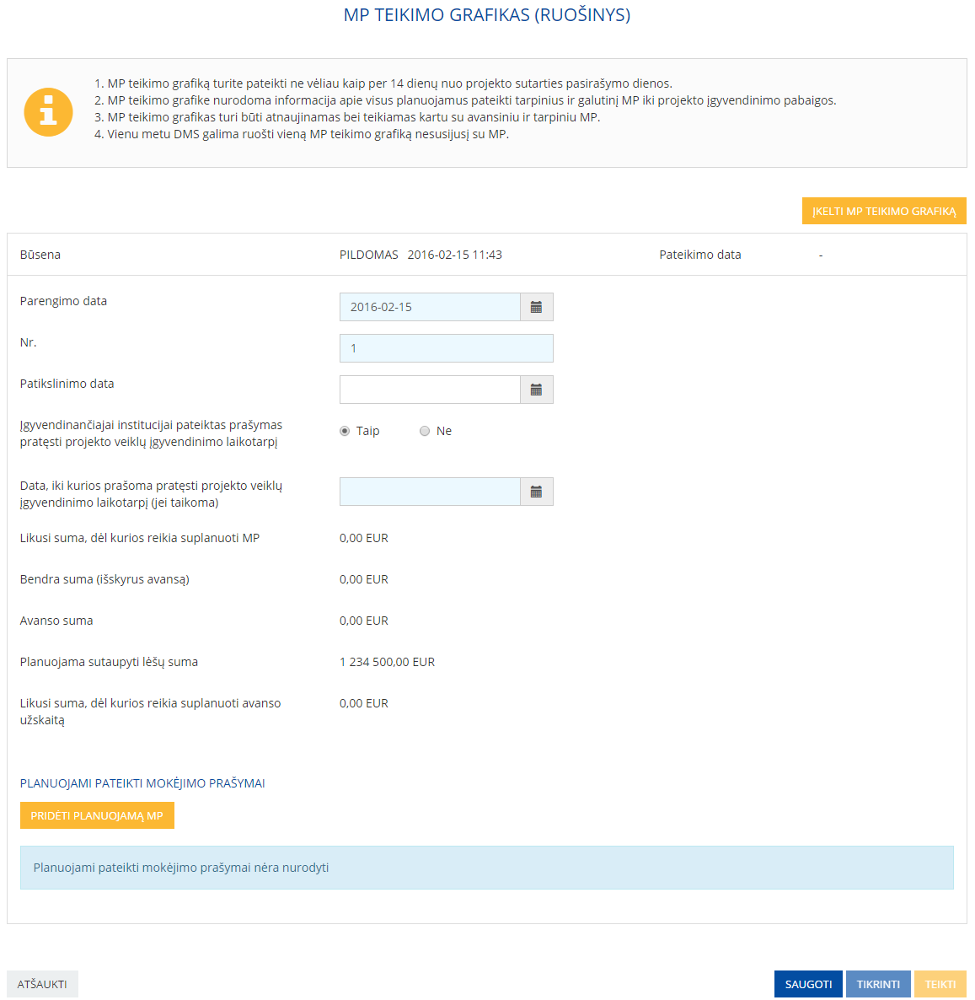 MP TEIKIMO GRAFIKAS (RUOŠINYS)
1. MP teikimo grafiką turite pateikti ne vėliau kaip per 14 dienų nuo projekto sutarties pasirašymo dienos.
2. MP teikimo grafike nurodoma informacija apie visus planuojamus pateikti tarpinius ir galutinį MP iki projekto įgyvendinimo pabaigos.
3. MP teikimo grafikas turi būti atnaujinamas bei teikiamas kartu su avansiniu ir tarpiniu MP.
4. Vienu metu DMS galima ruošti vieną MP teikimo grafiką nesusijusį su MP.
ĮKELTI MP TEIKIMO GRAFIKĄ
Būsena PILDOMAS 2016-02-15 11:43 Pateikimo data -
Parengimo data 2016-02-15
Nr. 1
Patikslinimo data
Įgyvendinančiajai institucijai pateiktas prašymas
pratęsti projekto veiklų įgyvendinimo laikotarpį
Taip Ne
Data, iki kurios prašoma pratęsti projekto veiklų
įgyvendinimo laikotarpį (jei taikoma)
Likusi suma, dėl kurios reikia suplanuoti MP 0,00 EUR
Bendra suma (išskyrus avansą) 0,00 EUR
Avanso suma 0,00 EUR
Planuojama sutaupyti lėšų suma 1 234 500,00 EUR
Likusi suma, dėl kurios reikia suplanuoti avanso 0,00 EUR
užskaitą
PLANUOJAMI PATEIKTI MOKĖJIMO PRAŠYMAI
PRIDĖTI PLANUOJAMĄ MP
Planuojami pateikti mokėjimo prašymai nėra nurodyti
ATŠAUKTI SAUGOTI TIKRINTI TEIKTI